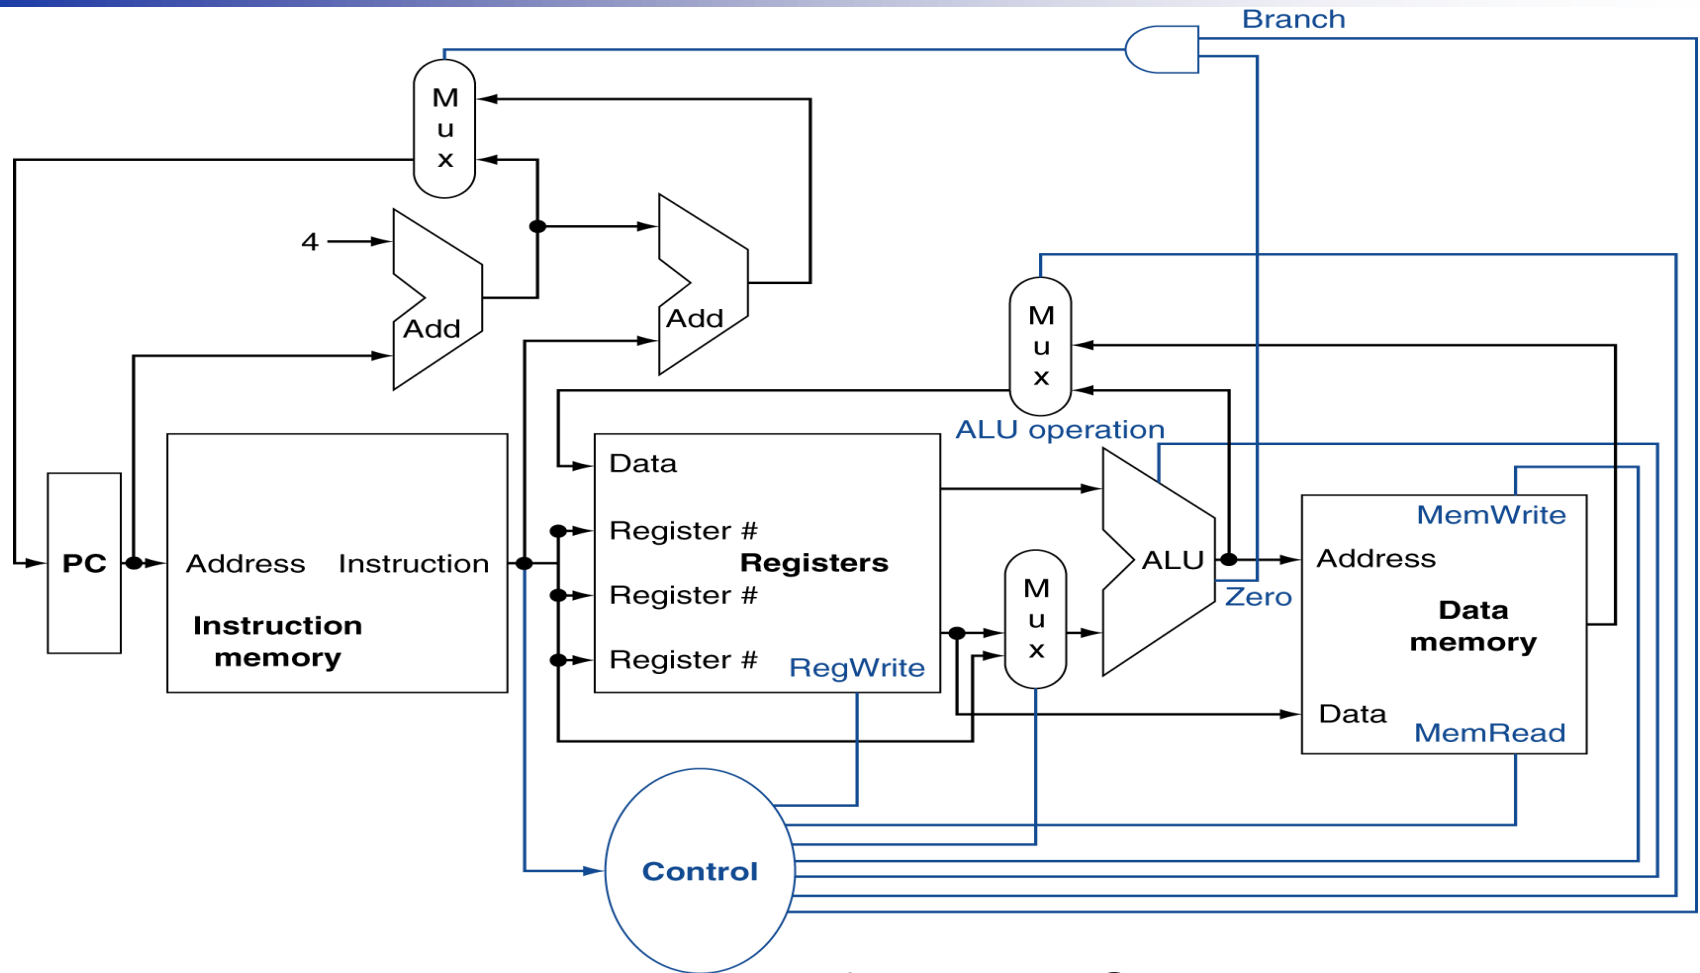 Branch
M
u
x
4
Add
Add
M
u
x
ALU operation
Data
Register #
Registers
Register #
Register #
RegWrite
PC
Address
Instruction
Instruction
memory
M
u
x
ALU
Zero
MemWrite
Address
Data
memory
Data
MemRead
Control